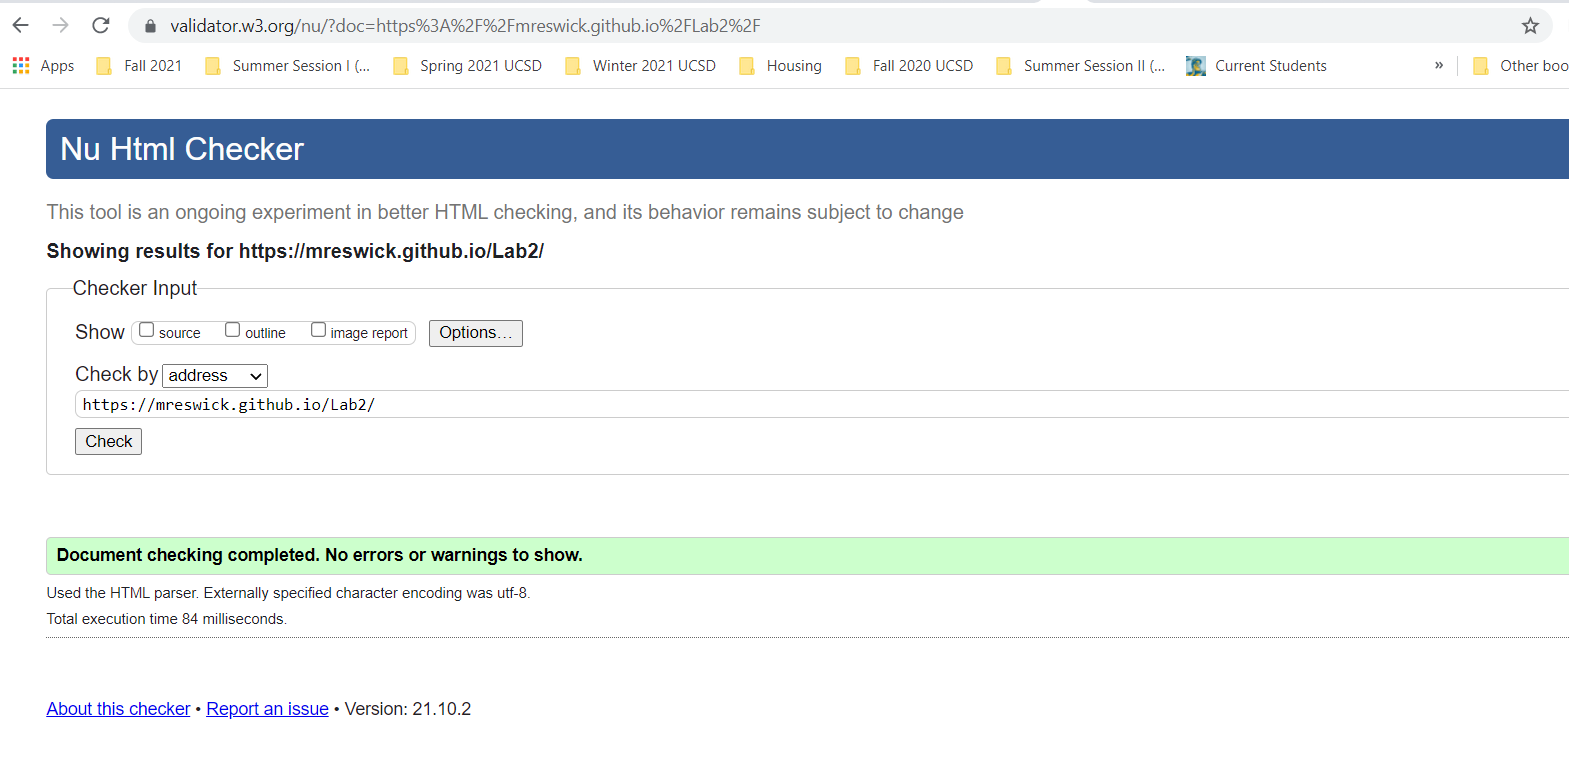 validator.w3.org/nu/?doc=https%3A%2F%2Fmreswick.github.io%2FLab2%2F
Apps Fall 2021 Summer Session I (... Spring 2021 UCSD Winter 2021 UCSD Housing Fall 2020 UCSD Summer Session II (... Current Students » Other boo
Nu Html Checker
This tool is an ongoing experiment in better HTML checking, and its behavior remains subject to change
Showing results for https://mreswick.github.io/Lab2/
Checker Input
Show source outline image report Options...
Check by address
https://mreswick.github.io/Lab2/
Check
Document checking completed. No errors or warnings to show.
Used the HTML parser. Externally specified character encoding was utf-8.
Total execution time 84 milliseconds.
About this checker • Report an issue • Version: 21.10.2